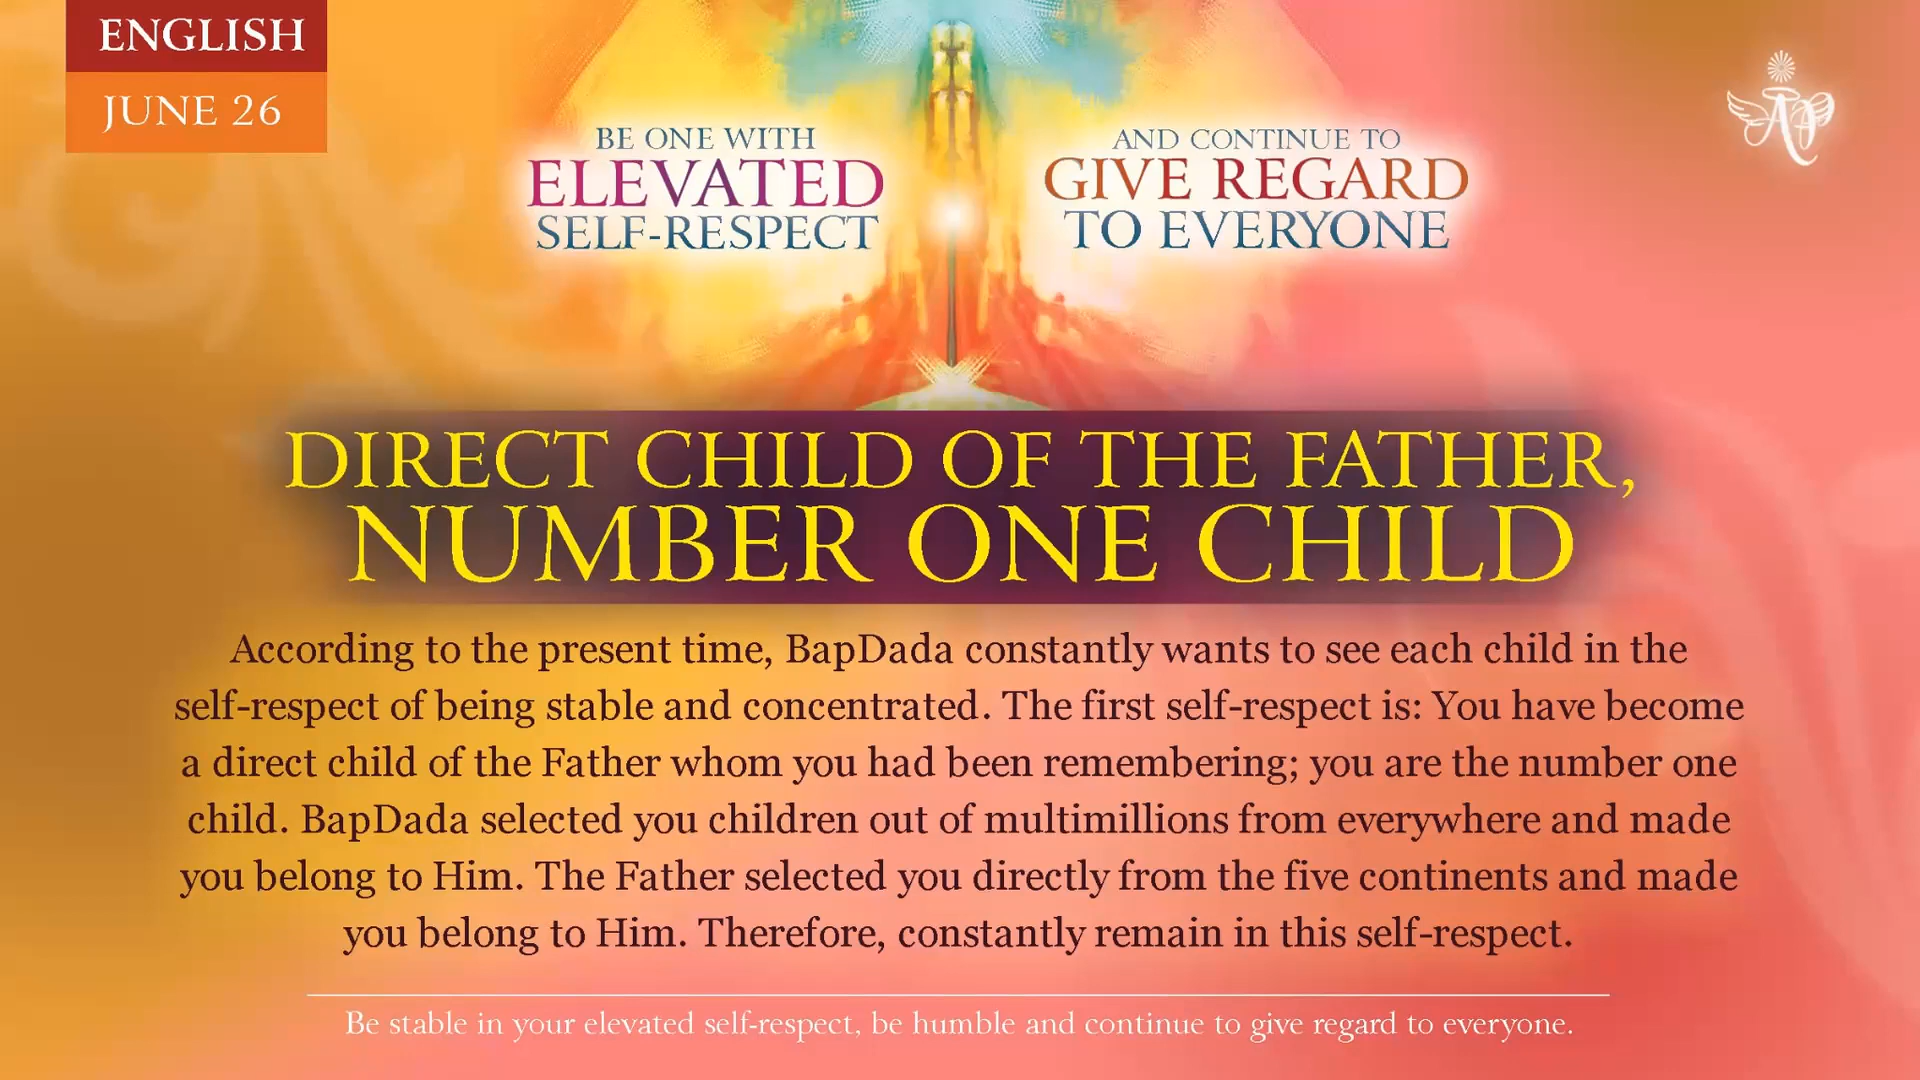 ENGLISH
JUNE 26
BE ONE WITH
ELEVATED
SELF-RESPECT
AND CONTINUE TO
GIVE REGARD
TO EVERYONE
DIRECT CHILD OF THE FATHER,
NUMBER ONE CHILD
According to the present time, BapDada constantly wants to see each child in the
self-respect of being stable and concentrated. The first self-respect is: You have become
a direct child of the Father whom you had been remembering; you are the number one
child. BapDada selected you children out of multimillions from everywhere and made
you belong to Him. The Father selected you directly from the five continents and made
you belong to Him. Therefore, constantly remain in this self-respect.
Be stable in your elevated self-respect, be humble and continue to give regard to everyone.